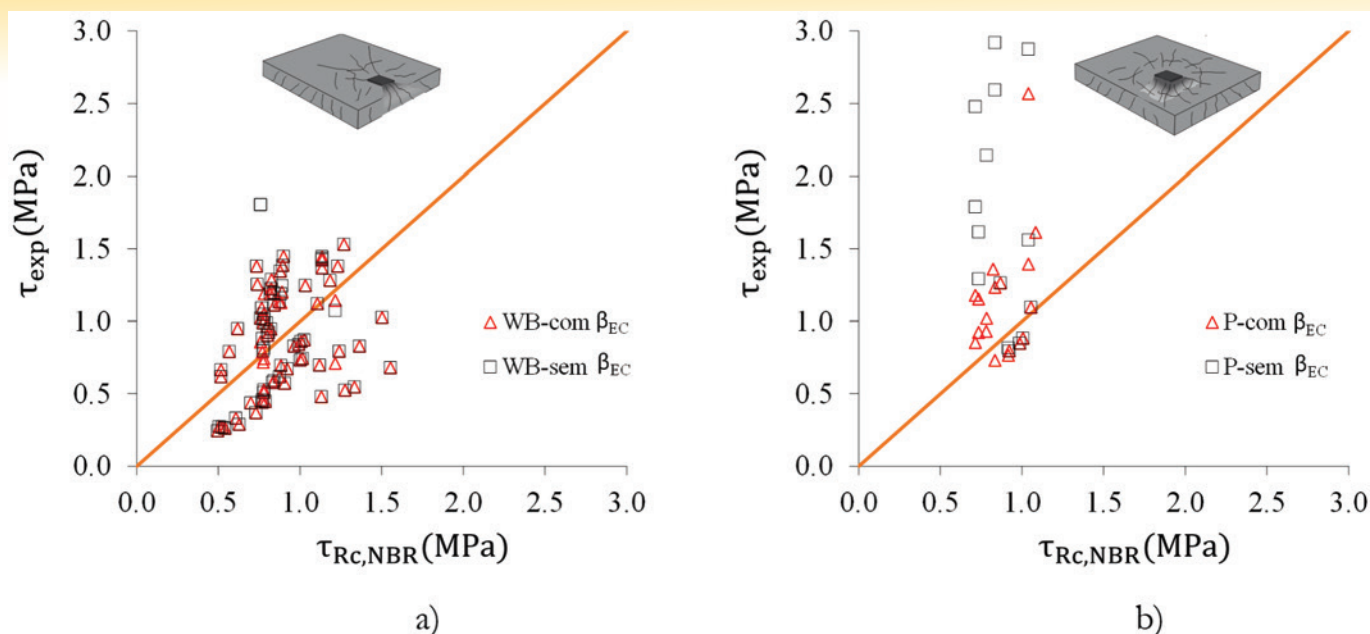 3.0
2.5
2.0
1.5
1.0
0.5
0.0
τexp(MPa)
WB-com βEC
WB-sem βEC
0.0 0.5 1.0 1.5 2.0 2.5 3.0
τRc,NBR(MPa)
a)
3.0
2.5
2.0
1.5
1.0
0.5
0.0
τexp(MPa)
P-com βEC
P-sem βEC
0.0 0.5 1.0 1.5 2.0 2.5 3.0
τRc,NBR(MPa)
b)